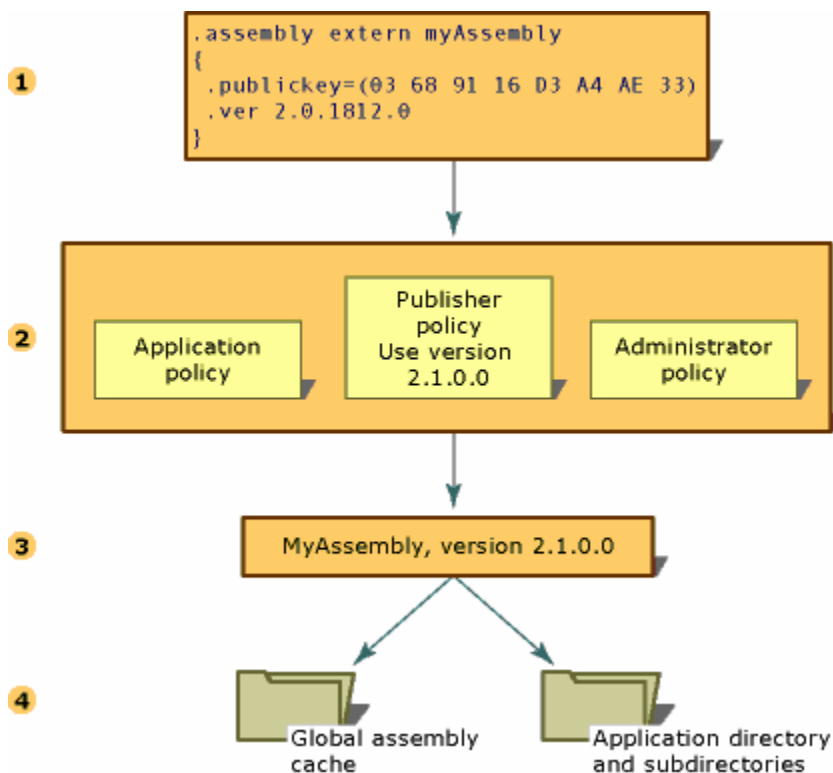 1
.assembly extern myAssembly
{
.publickey=(03 68 91 16 D3 A4 AE 33)
.ver 2.0.1812.0
}
2
Application
policy
Publisher
policy
Use version
2.1.0.0
Administrator
policy
3
MyAssembly, version 2.1.0.0
4
Global assembly
cache
Application directory
and subdirectories